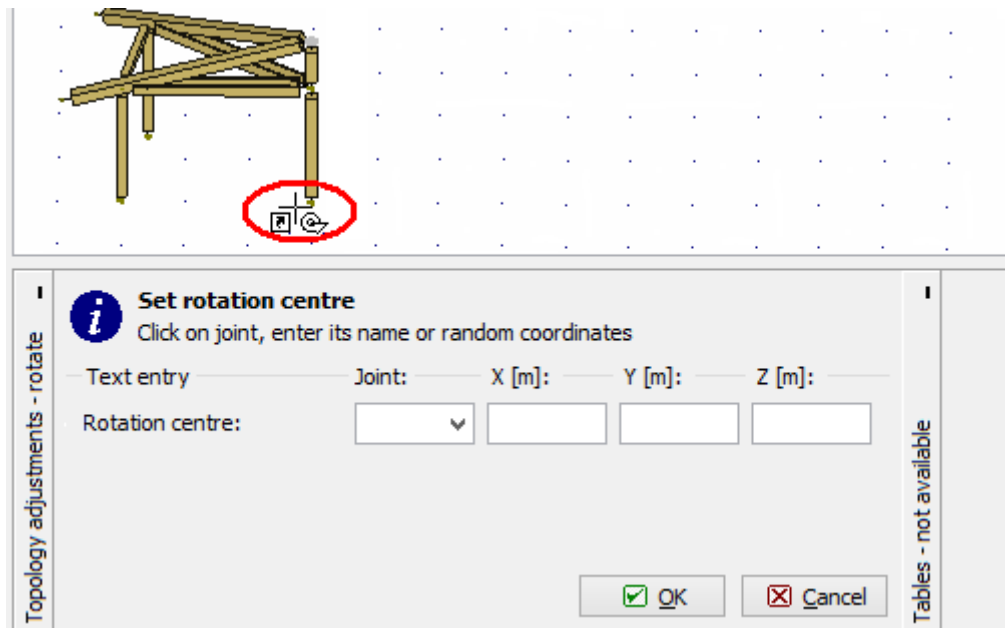 Topology adjustments - rotate
Set rotation centre
Click on joint, enter its name or random coordinates
Text entry Joint: X [m]: Y [m]: Z [m]:
Rotation centre:
OK Cancel
Tables - not available